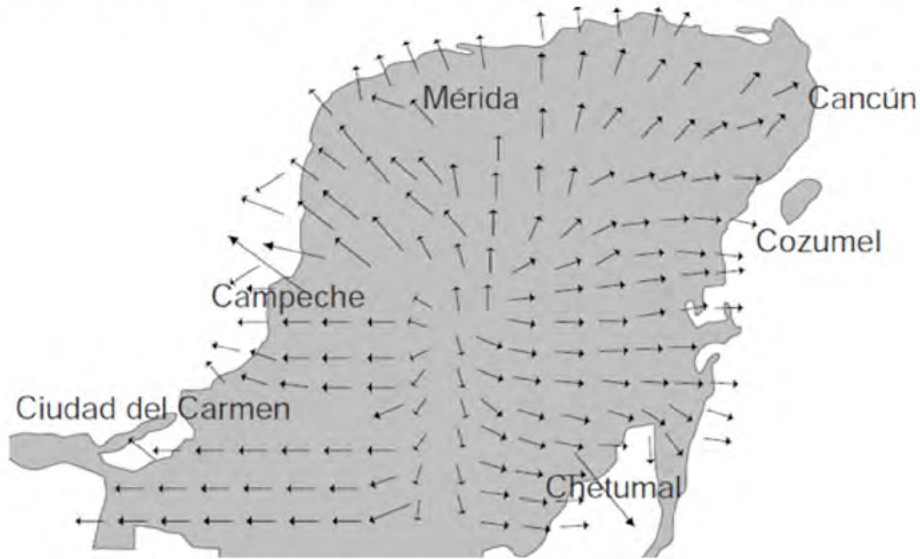 Mérida
Cancún
Cozumel
Campeche
Ciudad del Carmen
Chetumal